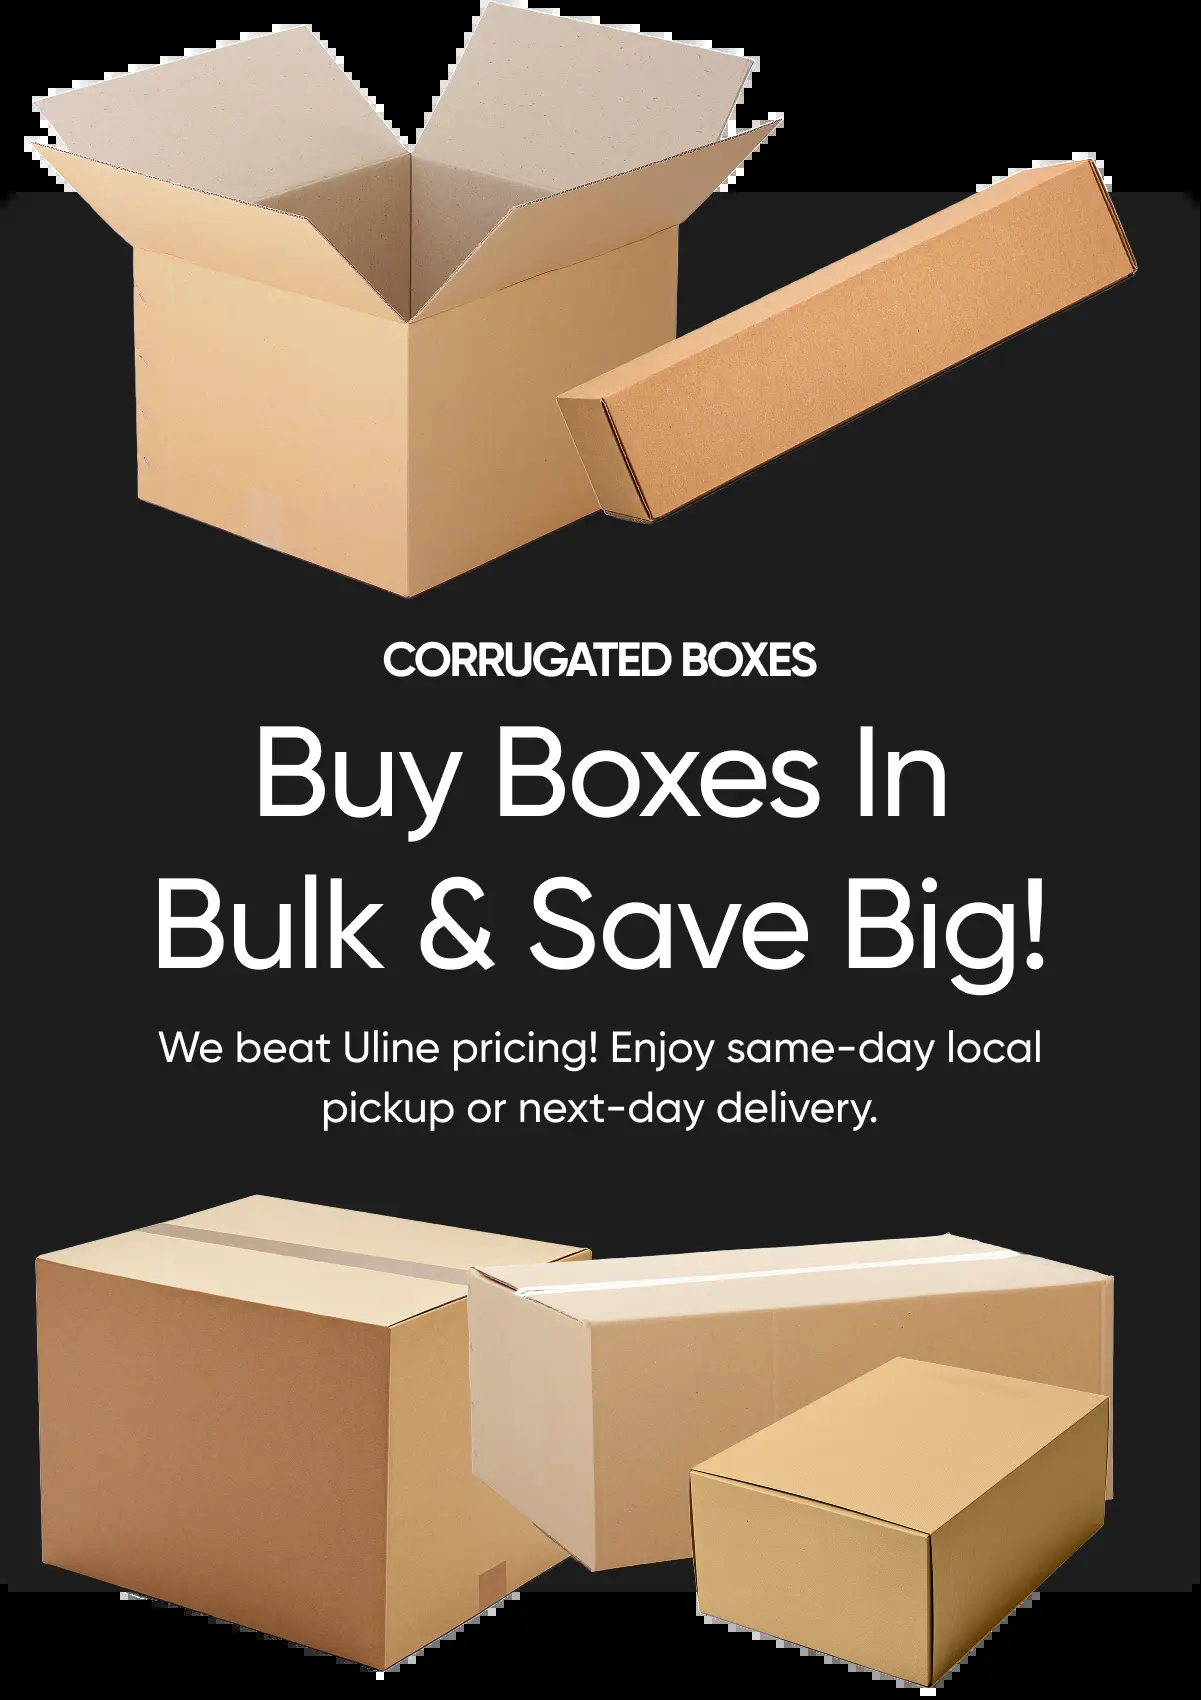 CORRUGATED BOXES
Buy Boxes In
Bulk & Save Big!
We beat Uline pricing! Enjoy same-day local
pickup or next-day delivery.